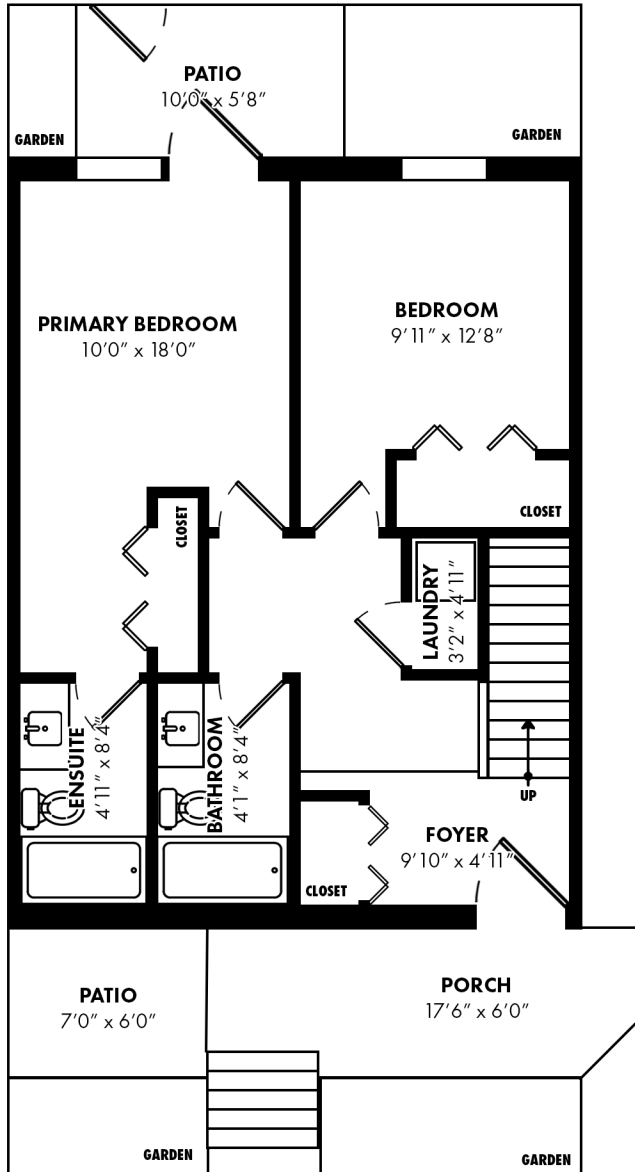 PATIO
10'0" x 5'8"
GARDEN
GARDEN
PRIMARY BEDROOM
10'0" x 18'0"
BEDROOM
9'11" x 12'8"
CLOSET
CLOSET
LAUNDRY
3'2" x 4'11"
ENSUITE
4'11" x 8'4"
BATHROOM
4'1" x 8'4"
UP
FOYER
9'10" x 4'11"
CLOSET
PATIO
7'0" x 6'0"
PORCH
17'6" x 6'0"
GARDEN
GARDEN